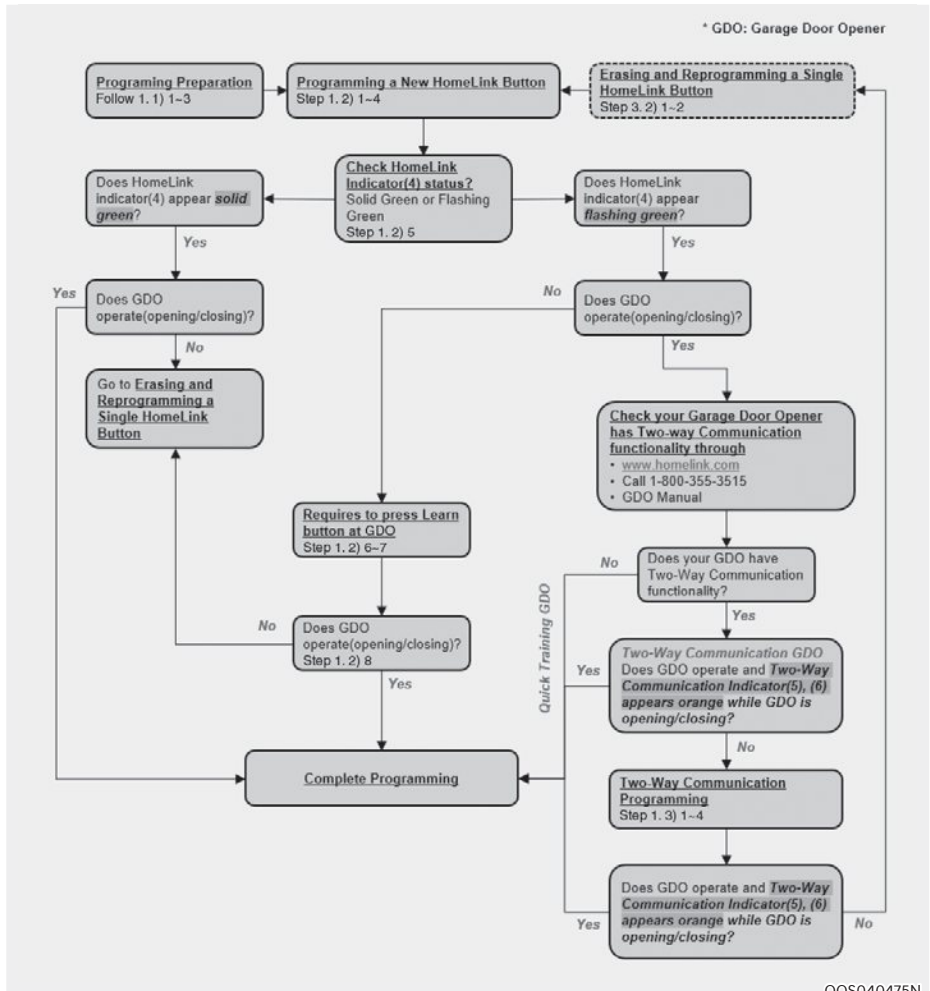 * GDO: Garage Door Opener
Programing Preparation
Follow 1. 1) 1~3
Programming a New HomeLink Button
Step 1. 2) 1~4
Erasing and Reprogramming a Single
HomeLink Button
Step 3. 2) 1~2
Does HomeLink
indicator(4) appear solid
green?
Check HomeLink
Indicator(4) status?
Solid Green or Flashing
Green
Step 1. 2) 5
Does HomeLink
indicator(4) appear
flashing green?
Yes
Yes
Yes
Does GDO
operate(opening/closing)?
No
Does GDO
operate(opening/closing)?
No
Yes
Go to Erasing and
Reprogramming a
Single HomeLink
Button
Check your Garage Door Opener
has Two-way Communication
functionality through
• www.homelink.com
• Call 1-800-355-3515
• GDO Manual
Requires to press Learn
button at GDO
Step 1. 2) 6~7
No
Does your GDO have
Two-Way Communication
functionality?
Yes
Quick Training GDO
No
Does GDO
operate(opening/closing)?
Step 1. 2) 8
Yes
Yes
Two-Way Communication GDO
Does GDO operate and Two-Way
Communication Indicator(5), (6)
appears orange while GDO is
opening/closing?
No
Complete Programming
Two-Way Communication
Programming
Step 1. 3) 1~4
Yes
Does GDO operate and Two-Way
Communication Indicator(5), (6)
appears orange while GDO is
opening/closing?
No
OOS040475N